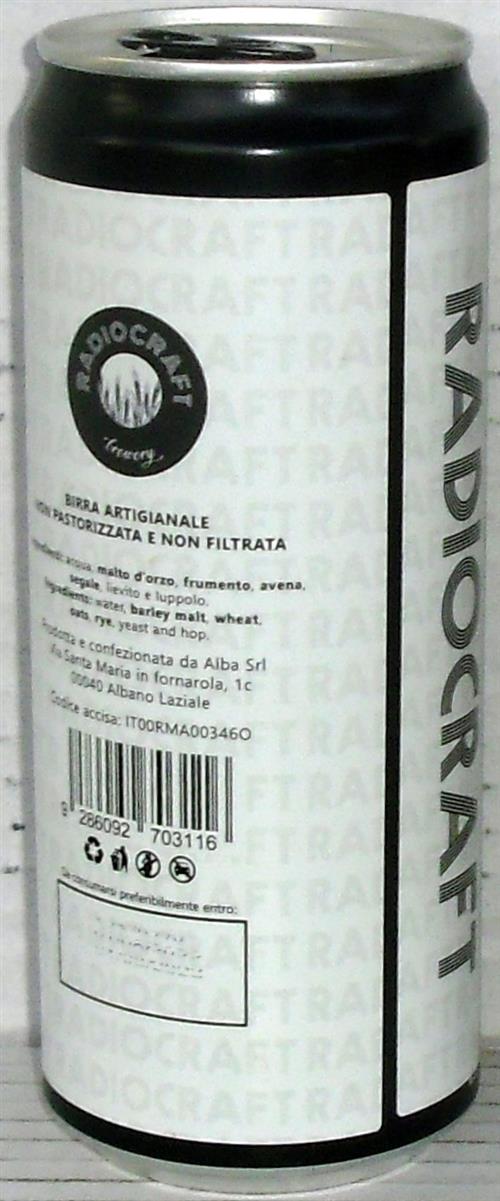 RADIOCRAFT
brewery
BIRRA ARTIGIANALE
NON PASTORIZZATA E NON FILTRATA
Ingredienti: acqua, malto d'orzo, frumento, avena,
segale, lievito e luppolo.
Ingredients: water, barley malt, wheat,
oats, rye, yeast and hop.
Prodotta e confezionata da Alba Srl
Via Santa Maria in fornarola, 1c
00040 Albano Laziale
Codice accisa: IT00RMA00346O
9 286092 703116
Da consumarsi preferibilmente entro:
RADIOCRAFT